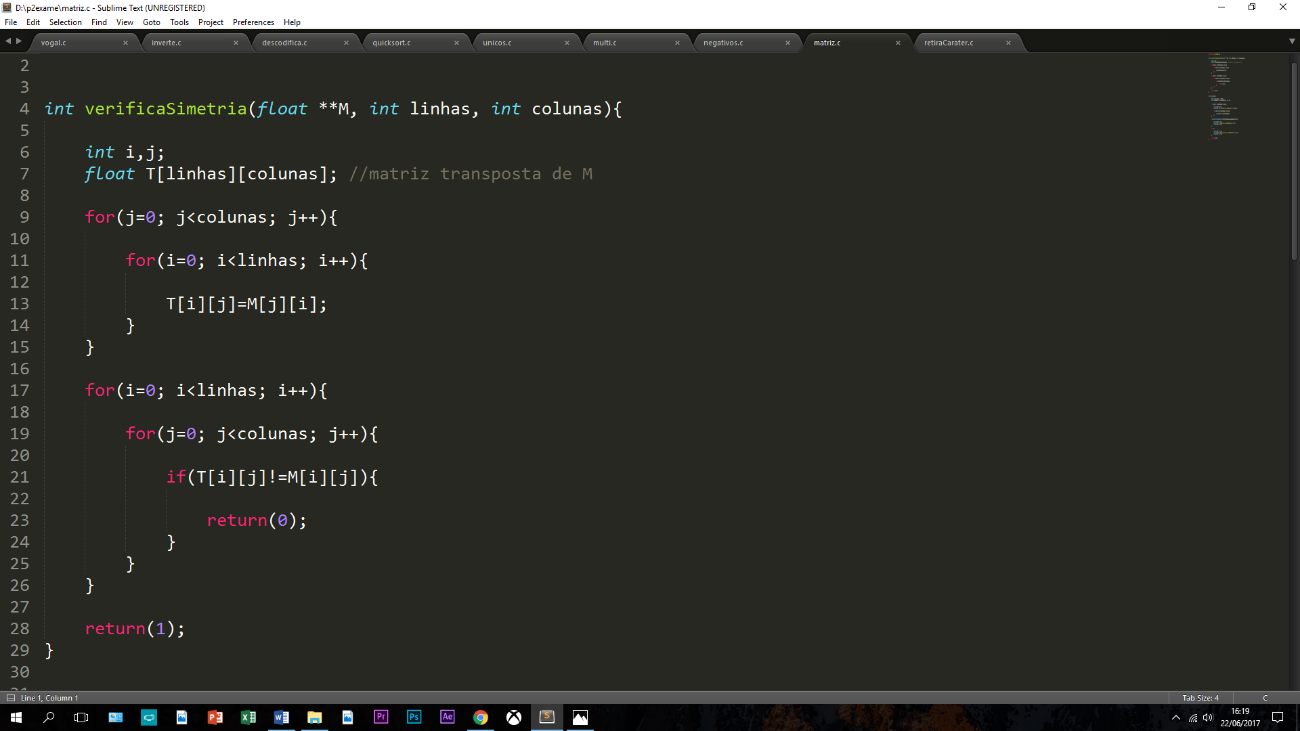 D:\p2exame\matriz.c - Sublime Text (UNREGISTERED)
File Edit Selection Find View Goto Tools Project Preferences Help
vogal.c inverte.c descodifica.c quicksort.c unicos.c multi.c negativos.c matriz.c retiraCarater.c
2
3
4 int verificaSimetria(float **M, int linhas, int colunas){
5
6 int i,j;
7 float T[linhas][colunas]; //matriz transposta de M
8
9 for(j=0; j<colunas; j++){
10
11 for(i=0; i<linhas; i++){
12
13 T[i][j]=M[j][i];
14 }
15 }
16
17 for(i=0; i<linhas; i++){
18
19 for(j=0; j<colunas; j++){
20
21 if(T[i][j]!=M[i][j]){
22
23 return(0);
24 }
25 }
26 }
27
28 return(1);
29 }
30
Line 1, Column 1 Tab Size: 4 C
16:19
22/06/2017